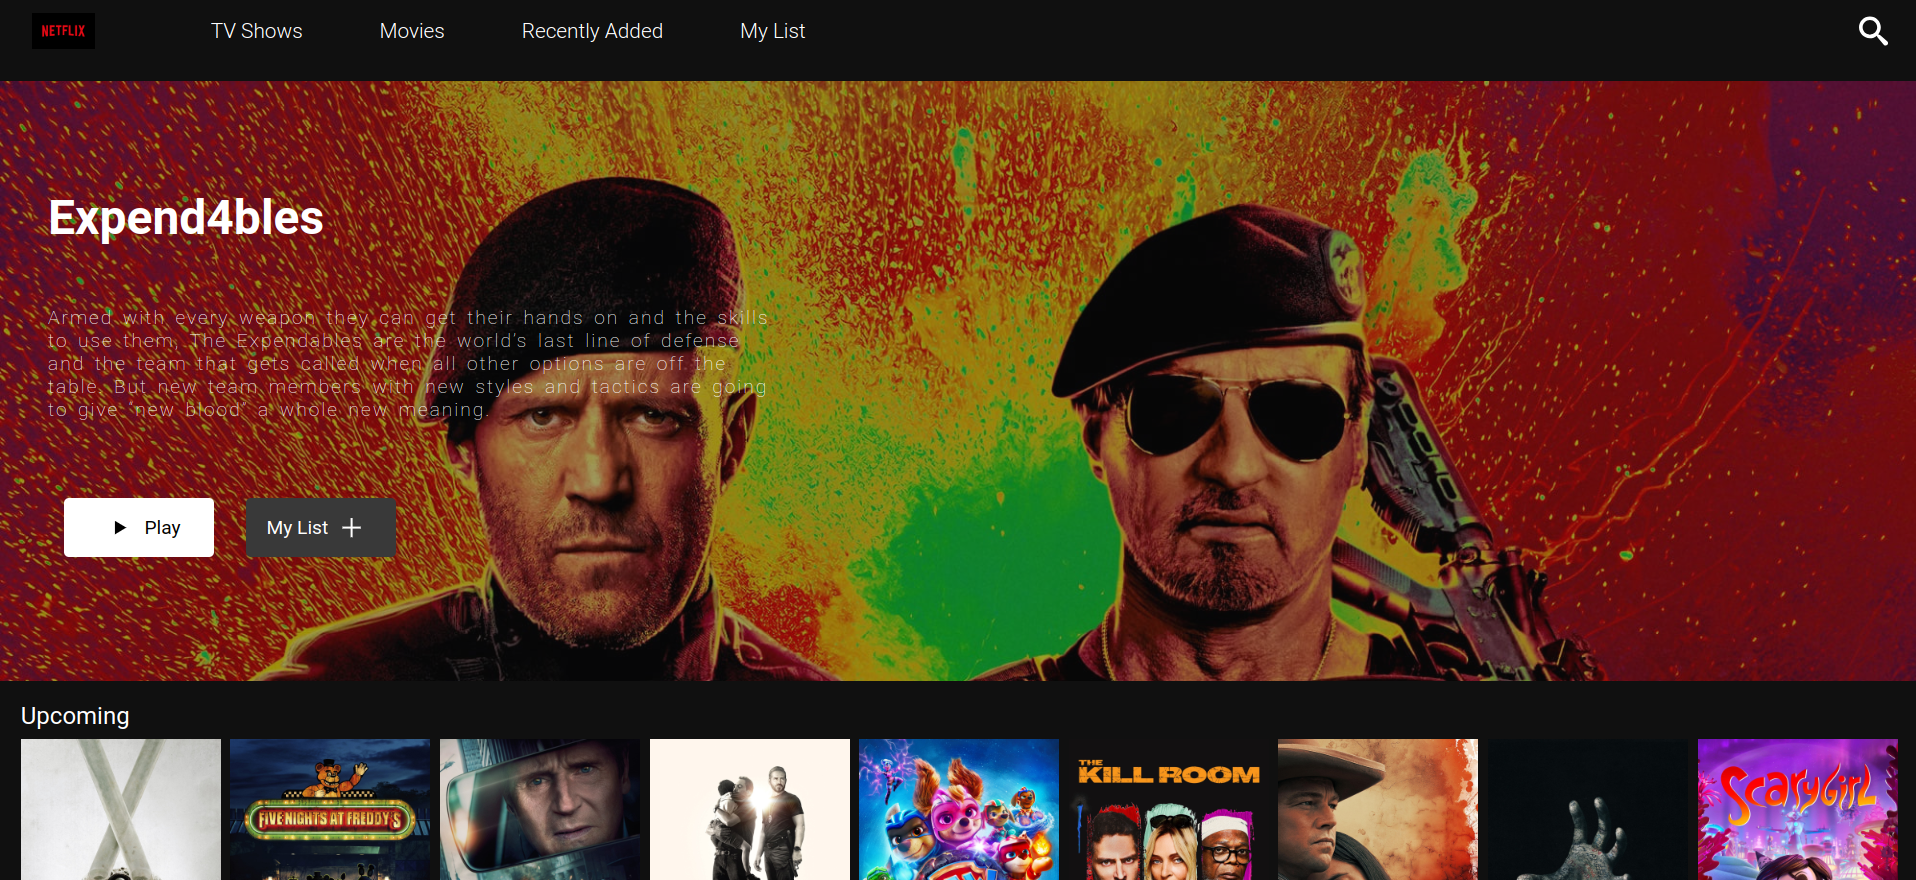 NETFLIX
TV Shows
Movies
Recently Added
My List
Expend4bles
Armed with every weapon they can get their hands on and the skills
to use them, The Expendables are the world's last line of defense
and the team that gets called when all other options are off the
table. But new team members with new styles and tactics are going
to give “new blood” a whole new meaning.
Play
My List
Upcoming
FIVE NIGHTS AT FREDDY'S
THE
KILL ROOM
SCARYGIRL